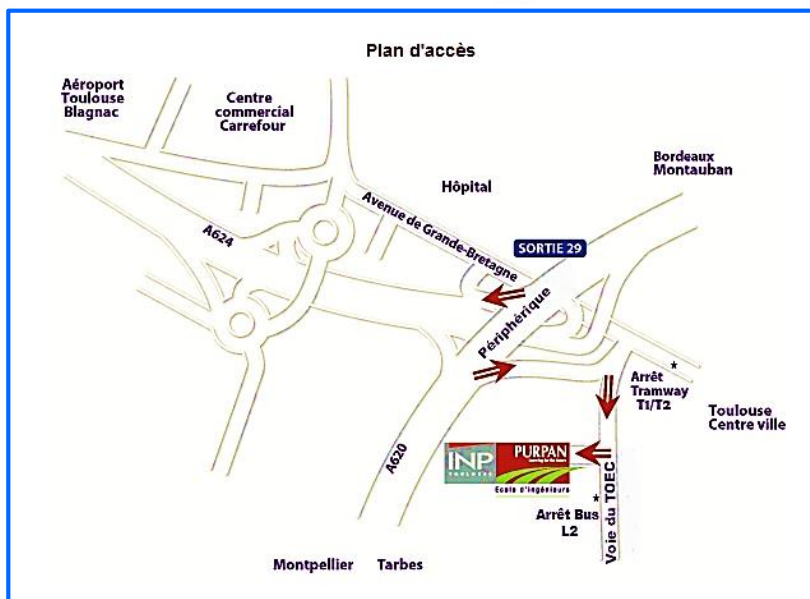 Plan d'accès
Aéroport
Toulouse
Blagnac
Centre
commercial
Carrefour
Hôpital
Bordeaux
Montauban
Avenue de Grande-Bretagne
A624
SORTIE 29
Périphérique
Arrêt
Tramway
T1/T2
Toulouse
Centre ville
A620
INP
TOULOUSE
PURPAN
Ecole d'Ingénieurs
Arrêt Bus
L2
Voie du TOEC
Montpellier Tarbes